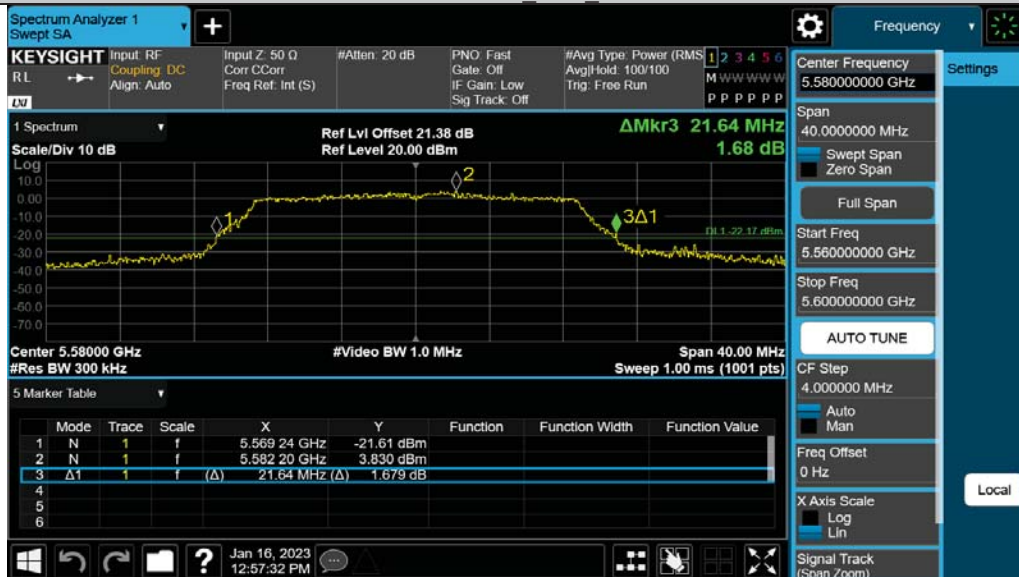 Spectrum Analyzer 1
Swept SA
+
Frequency
KEYSIGHT
RL
LXI
Input: RF
Coupling: DC
Align: Auto
Input Z: 50 Ω
Corr CCorr
Freq Ref: Int (S)
#Atten: 20 dB
PNO: Fast
Gate: Off
IF Gain: Low
Sig Track: Off
#Avg Type: Power (RMS
Avg|Hold: 100/100
Trig: Free Run
1 2 3 4 5 6
M W W W W W
P P P P P P
1 Spectrum
Scale/Div 10 dB
Ref Lvl Offset 21.38 dB
Ref Level 20.00 dBm
ΔMkr3 21.64 MHz
1.68 dB
Log
10.0
0.00
-10.0
-20.0
-30.0
-40.0
-50.0
-60.0
-70.0
1
2
3Δ1
DL1 -22.17 dBm
Center 5.58000 GHz
#Video BW 1.0 MHz
Span 40.00 MHz
#Res BW 300 kHz
Sweep 1.00 ms (1001 pts)
5 Marker Table
Mode Trace Scale X Y Function Function Width Function Value
1 N 1 f 5.569 24 GHz -21.61 dBm
2 N 1 f 5.582 20 GHz 3.830 dBm
3 Δ1 1 f (Δ) 21.64 MHz (Δ) 1.679 dB
4
5
6
?
Jan 16, 2023
12:57:32 PM
Center Frequency
5.580000000 GHz
Span
40.0000000 MHz
Swept Span
Zero Span
Full Span
Start Freq
5.560000000 GHz
Stop Freq
5.600000000 GHz
AUTO TUNE
CF Step
4.000000 MHz
Auto
Man
Freq Offset
0 Hz
X Axis Scale
Log
Lin
Signal Track
(Span Zoom)
Settings
Local